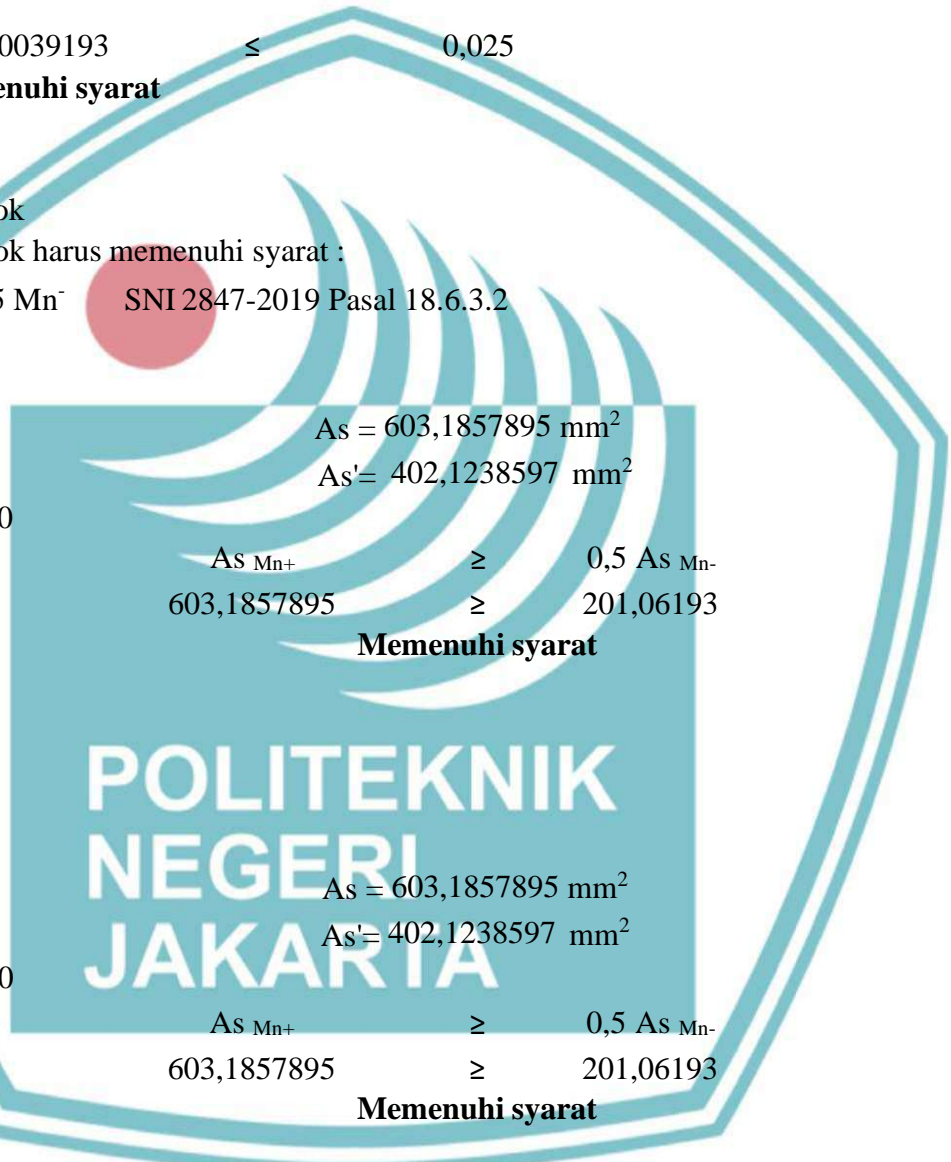 0039193 ≤ 0,025
enuhi syarat
ok
ok harus memenuhi syarat :
5 Mn⁻ SNI 2847-2019 Pasal 18.6.3.2
As = 603,1857895 mm²
As'= 402,1238597 mm²
0
As Mn+ ≥ 0,5 As Mn-
603,1857895 ≥ 201,06193
Memenuhi syarat
POLITEKNIK
NEGERI
JAKARTA
As = 603,1857895 mm²
As'= 402,1238597 mm²
0
As Mn+ ≥ 0,5 As Mn-
603,1857895 ≥ 201,06193
Memenuhi syarat